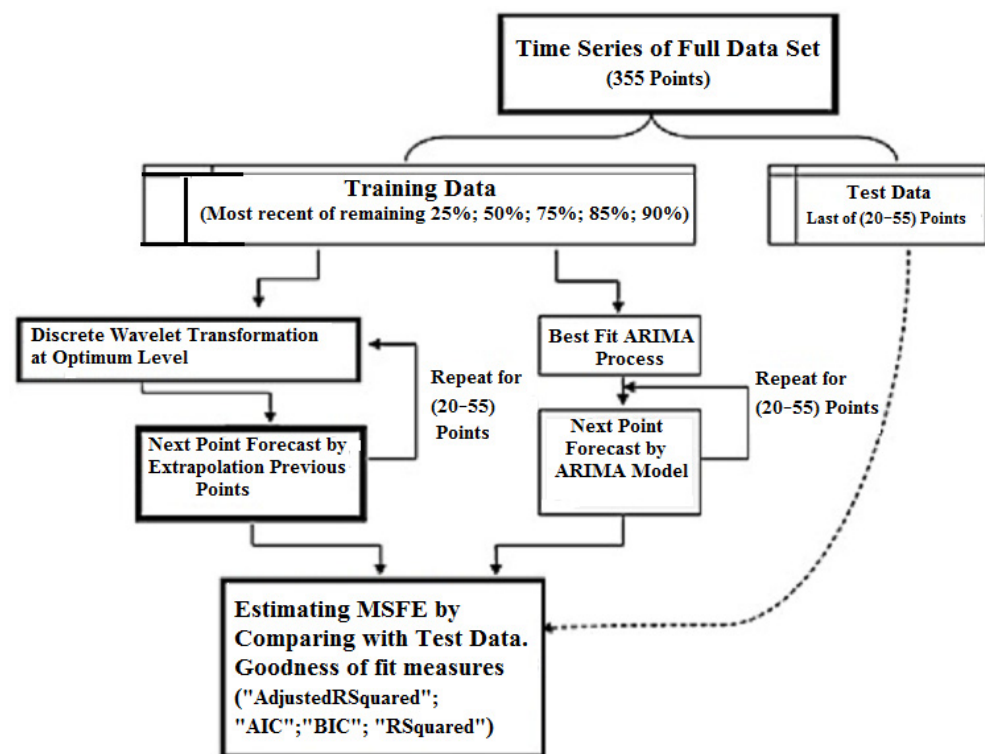 Time Series of Full Data Set
(355 Points)
Training Data
(Most recent of remaining 25%; 50%; 75%; 85%; 90%)
Test Data
Last of (20−55) Points
Discrete Wavelet Transformation
at Optimum Level
Repeat for
(20−55)
Points
Next Point Forecast by
Extrapolation Previous
Points
Best Fit ARIMA
Process
Repeat for
(20−55) Points
Next Point
Forecast by
ARIMA Model
Estimating MSFE by
Comparing with Test Data.
Goodness of fit measures
("AdjustedRSquared";
"AIC";"BIC"; "RSquared")